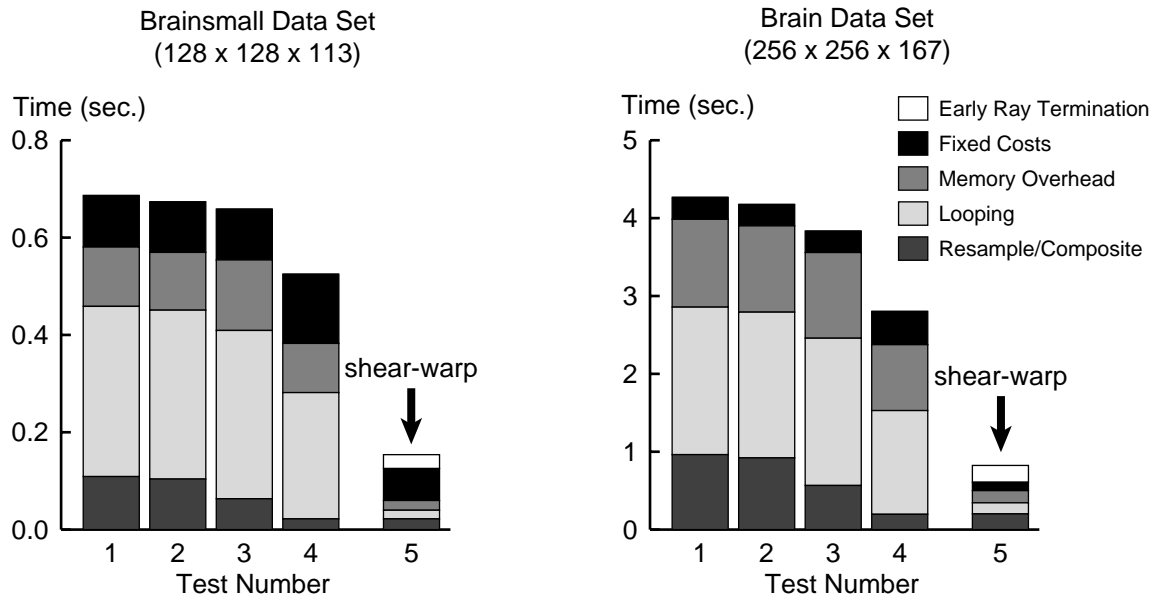 Brainsmall Data Set
(128 x 128 x 113)
Time (sec.)
0.8
0.6
0.4
0.2
0.0
shear-warp
1 2 3 4 5
Test Number
Brain Data Set
(256 x 256 x 167)
Time (sec.)
5
4
3
2
1
0
Early Ray Termination
Fixed Costs
Memory Overhead
Looping
Resample/Composite
shear-warp
1 2 3 4 5
Test Number